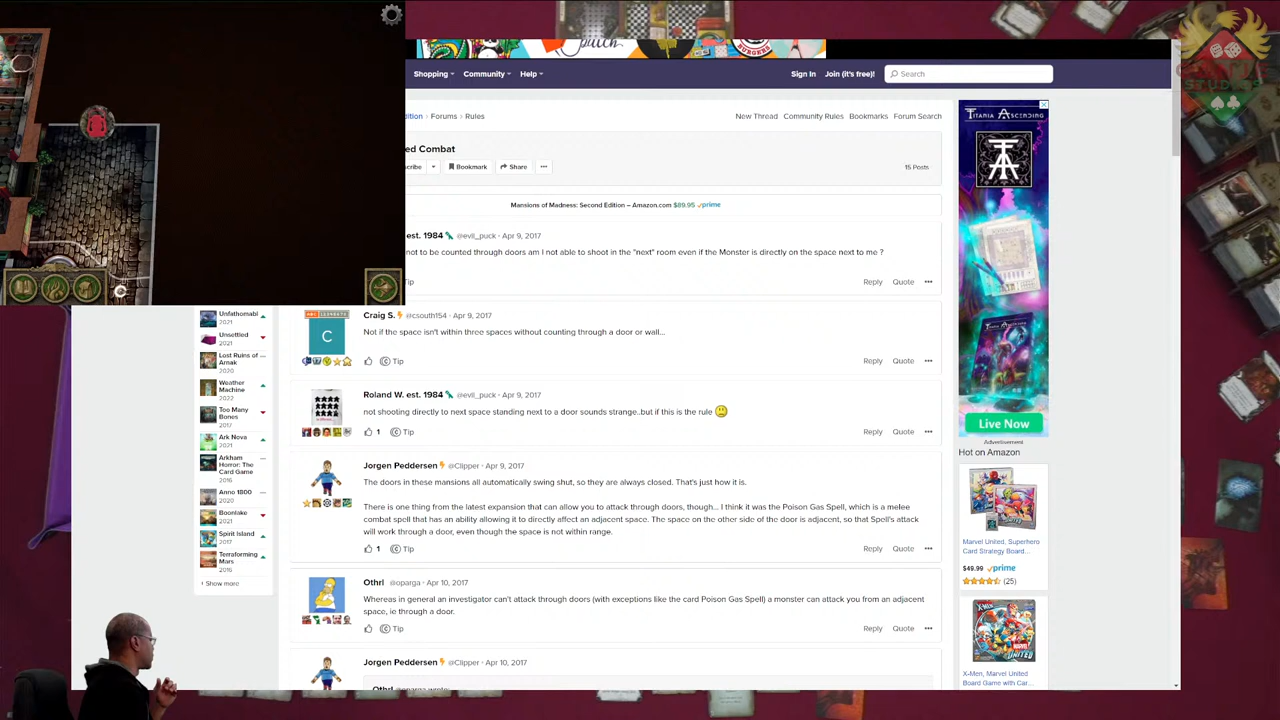 BURGERS
Shopping
Community
Help
Sign In
Join (it's free!)
Search
TITANIA ASCENDING
STUDIOS
dition › Forums › Rules
New Thread
Community Rules
Bookmarks
Forum Search
ed Combat
cribe
Bookmark
Share
15 Posts
Mansions of Madness: Second Edition – Amazon.com $89.95 prime
est. 1984 @evil_puck · Apr 9, 2017
not to be counted through doors am I not able to shoot in the "next" room even if the Monster is directly on the space next to me ?
Tip
Reply
Quote
Unfathomabl
2021
Unsettled
2021
Lost Ruins of
Arnak
2020
Weather
Machine
2022
Too Many
Bones
2017
Ark Nova
2021
Arkham
Horror: The
Card Game
2016
Anno 1800
2020
Boonlake
2021
Spirit Island
2017
Terraforming
Mars
2016
› Show more
C
Craig S. @csouth154 · Apr 9, 2017
Not if the space isn't within three spaces without counting through a door or wall...
Tip
Reply
Quote
Roland W. est. 1984 @evil_puck · Apr 9, 2017
not shooting directly to next space standing next to a door sounds strange..but if this is the rule
1
Tip
Reply
Quote
Jorgen Peddersen @Clipper · Apr 9, 2017
The doors in these mansions all automatically swing shut, so they are always closed. That's just how it is.
There is one thing from the latest expansion that can allow you to attack through doors, though... I think it was the Poison Gas Spell, which is a melee
combat spell that has an ability allowing it to directly affect an adjacent space. The space on the other side of the door is adjacent, so that Spell's attack
will work through a door, even though the space is not within range.
1
Tip
Reply
Quote
Othrl @oparga · Apr 10, 2017
Whereas in general an investigator can't attack through doors (with exceptions like the card Poison Gas Spell) a monster can attack you from an adjacent
space, ie through a door.
Tip
Reply
Quote
Jorgen Peddersen @Clipper · Apr 10, 2017
Othrl @oparga wrote:
Live Now
Advertisement
Hot on Amazon
Marvel United, Superhero
Card Strategy Board...
$49.99 prime
(25)
X-MEN
UNITED
X-Men, Marvel United
Board Game with Car...